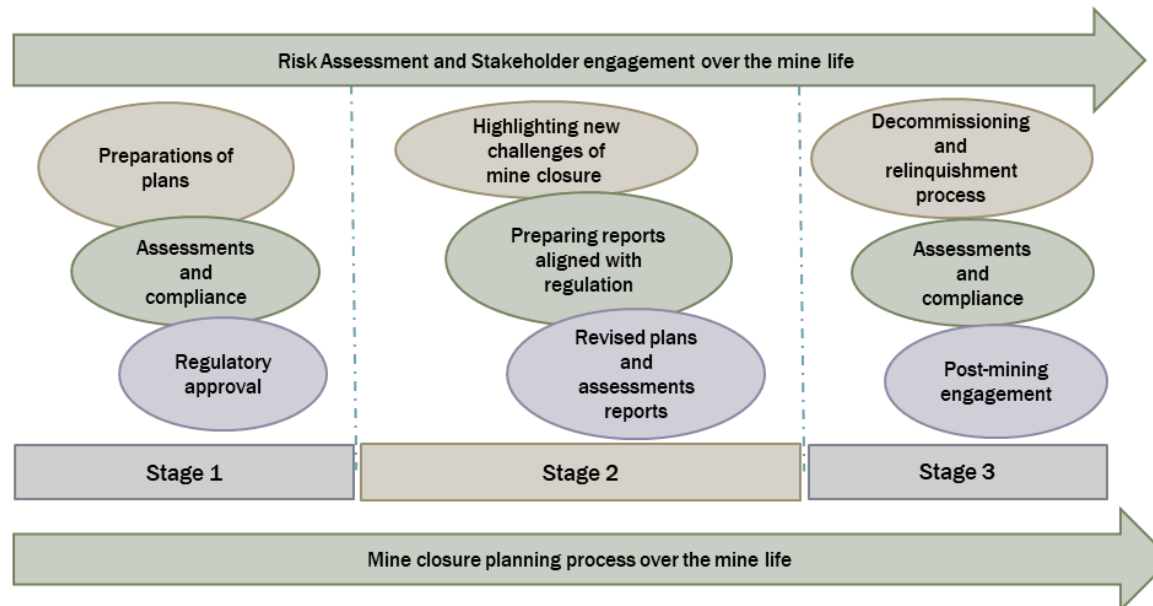 Risk Assessment and Stakeholder engagement over the mine life
Preparations of
plans
Assessments
and
compliance
Regulatory
approval
Highlighting new
challenges of
mine closure
Preparing reports
aligned with
regulation
Revised plans
and
assessments
reports
Decommissioning
and
relinquishment
process
Assessments
and
compliance
Post-mining
engagement
Stage 1
Stage 2
Stage 3
Mine closure planning process over the mine life